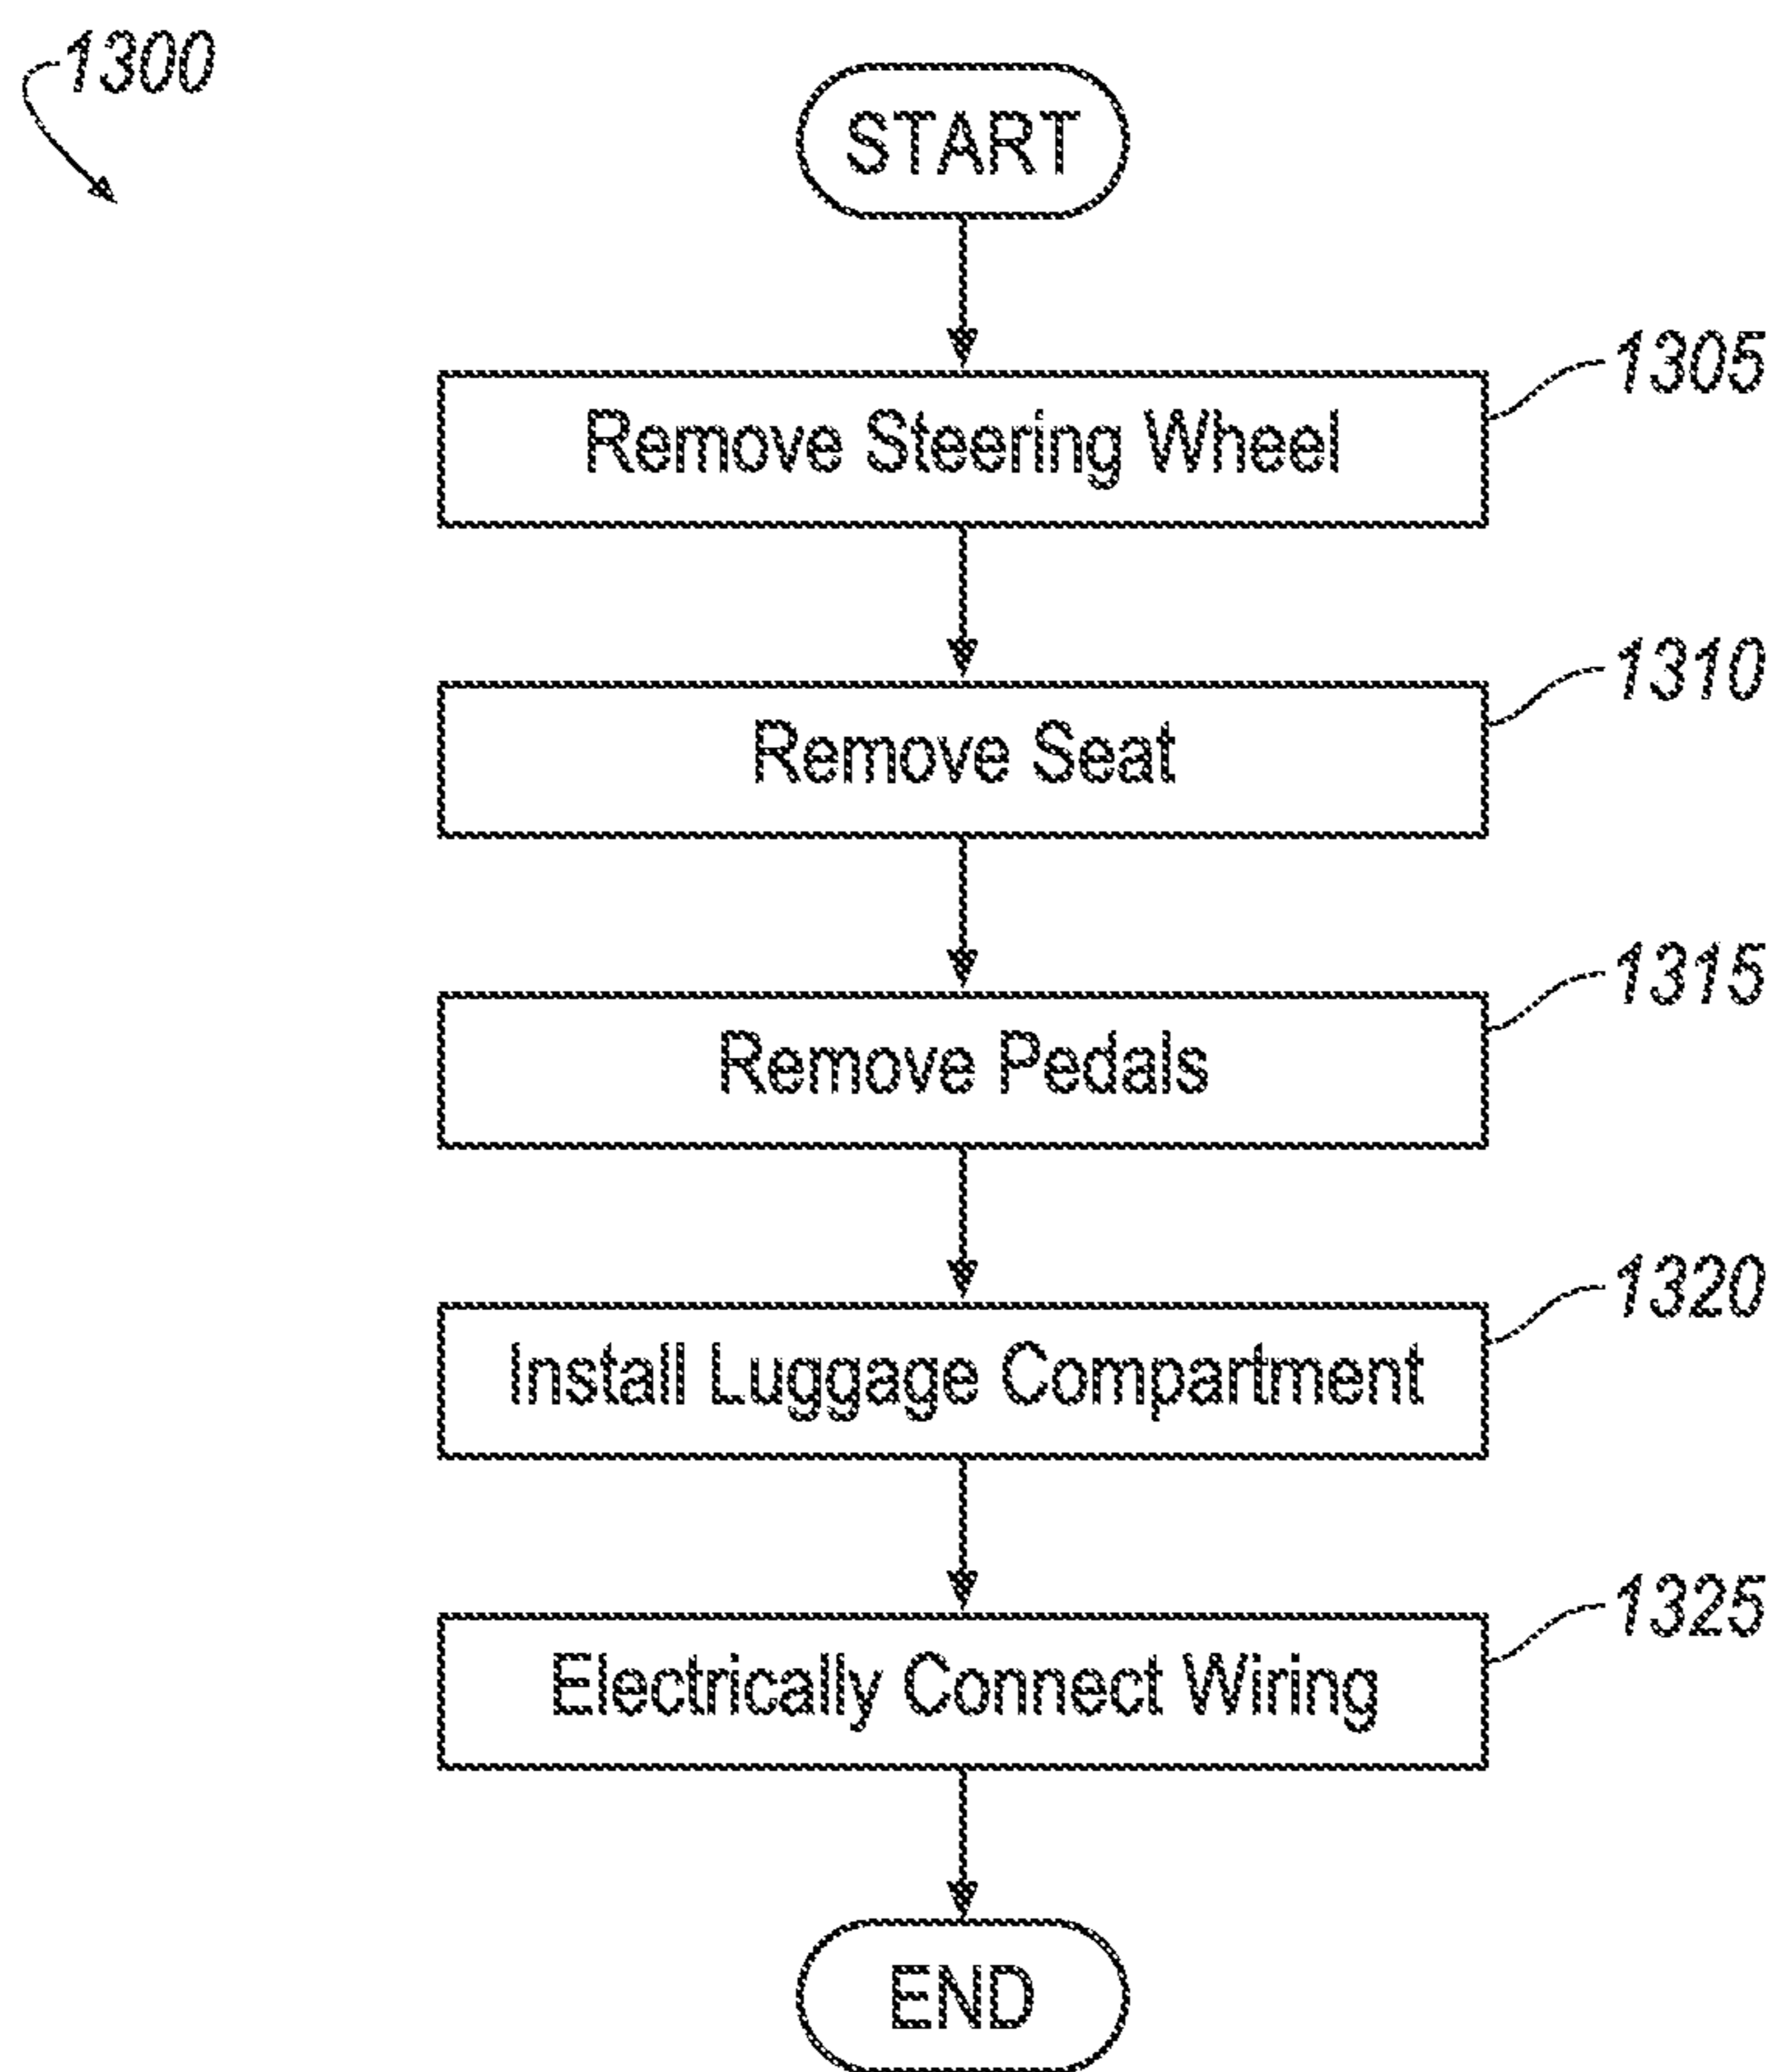 1300
START
Remove Steering Wheel
1305
Remove Seat
1310
Remove Pedals
1315
Install Luggage Compartment
1320
Electrically Connect Wiring
1325
END